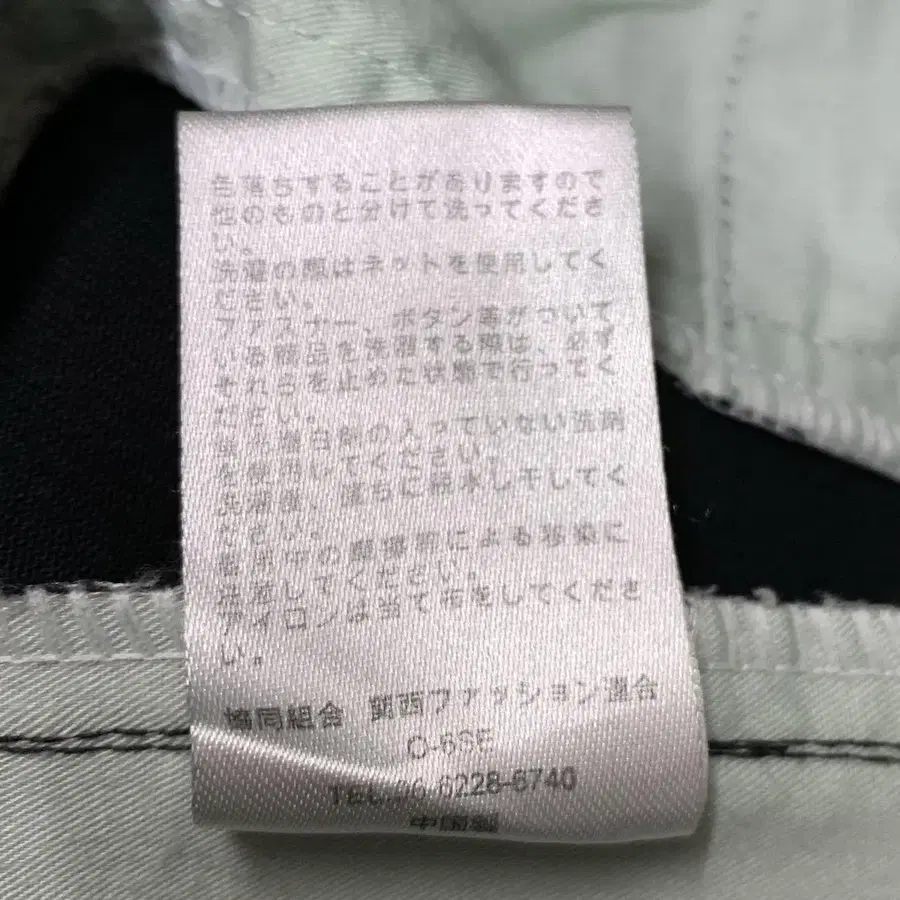 色落ちすることがありますので
他のものと分けて洗ってくださ
い。
洗濯の際はネットを使用してく
ださい。
ファスナー、ボタン等がついて
いる製品を洗濯する際は、必ず
それらを止めた状態で行ってく
ださい。
蛍光増白剤の入っていない洗剤
を使用してください。
洗濯後、直ちに吊水し干してく
ださい。
着用中の摩擦等による移染に
注意してください。
アイロンは当て布をしてくださ
い。
協同組合 関西ファッション連合
O-6SE
TEL:06-6228-6740
中国製